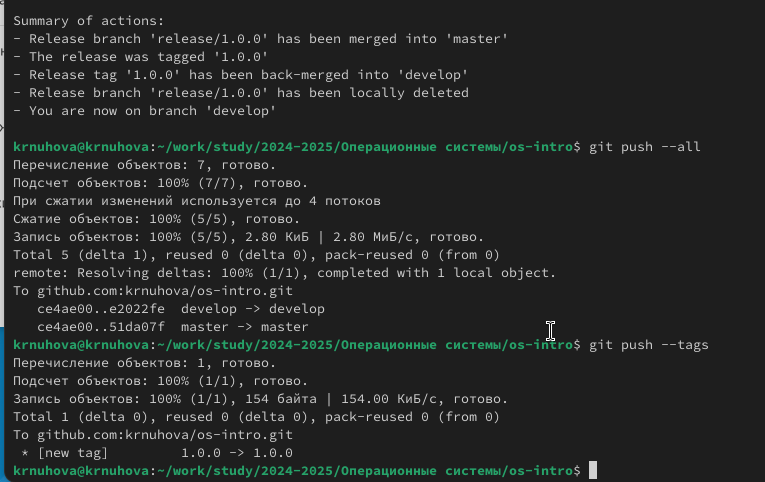 Summary of actions:
- Release branch 'release/1.0.0' has been merged into 'master'
- The release was tagged '1.0.0'
- Release tag '1.0.0' has been back-merged into 'develop'
- Release branch 'release/1.0.0' has been locally deleted
- You are now on branch 'develop'
krnuhova@krnuhova:~/work/study/2024-2025/Операционные системы/os-intro$ git push --all
Перечисление объектов: 7, готово.
Подсчет объектов: 100% (7/7), готово.
При сжатии изменений используется до 4 потоков
Сжатие объектов: 100% (5/5), готово.
Запись объектов: 100% (5/5), 2.80 КиБ | 2.80 МиБ/с, готово.
Total 5 (delta 1), reused 0 (delta 0), pack-reused 0 (from 0)
remote: Resolving deltas: 100% (1/1), completed with 1 local object.
To github.com:krnuhova/os-intro.git
   ce4ae00..e2022fe  develop -> develop
   ce4ae00..51da07f  master -> master
krnuhova@krnuhova:~/work/study/2024-2025/Операционные системы/os-intro$ git push --tags
Перечисление объектов: 1, готово.
Подсчет объектов: 100% (1/1), готово.
Запись объектов: 100% (1/1), 154 байта | 154.00 КиБ/с, готово.
Total 1 (delta 0), reused 0 (delta 0), pack-reused 0 (from 0)
To github.com:krnuhova/os-intro.git
 * [new tag]         1.0.0 -> 1.0.0
krnuhova@krnuhova:~/work/study/2024-2025/Операционные системы/os-intro$